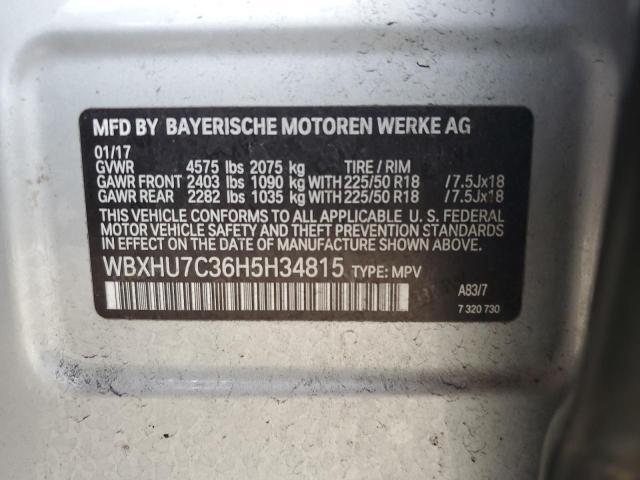 MFD BY BAYERISCHE MOTOREN WERKE AG
01/17
GVWR 4575 lbs 2075 kg TIRE / RIM
GAWR FRONT 2403 lbs 1090 kg WITH 225/50 R18 / 7.5Jx18
GAWR REAR 2282 lbs 1035 kg WITH 225/50 R18 / 7.5Jx18
THIS VEHICLE CONFORMS TO ALL APPLICABLE U. S. FEDERAL
MOTOR VEHICLE SAFETY AND THEFT PREVENTION STANDARDS
IN EFFECT ON THE DATE OF MANUFACTURE SHOWN ABOVE.
WBXHU7C36H5H34815 TYPE: MPV
A83/7
7 320 730